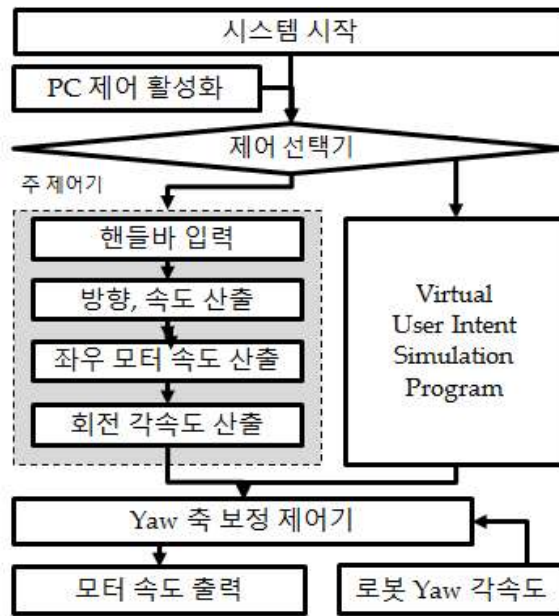 시스템 시작
PC 제어 활성화
제어 선택기
주 제어기
핸들바 입력
방향, 속도 산출
좌우 모터 속도 산출
회전 각속도 산출
Virtual
User Intent
Simulation
Program
Yaw 축 보정 제어기
모터 속도 출력
로봇 Yaw 각속도